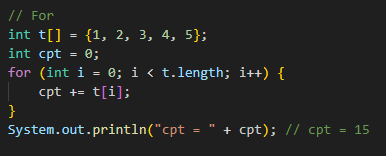 // For
int t[] = {1, 2, 3, 4, 5};
int cpt = 0;
for (int i = 0; i < t.length; i++) {
    cpt += t[i];
}
System.out.println("cpt = " + cpt); // cpt = 15